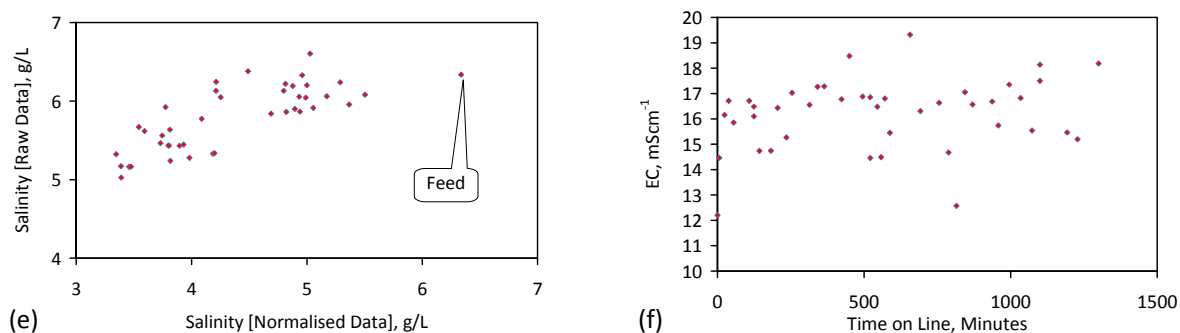 Salinity [Raw Data], g/L
7
6
5
4
Feed
3 4 5 6 7
(e) Salinity [Normalised Data], g/L
EC, mScm-1
20
19
18
17
16
15
14
13
12
11
10
0 500 1000 1500
(f) Time on Line, Minutes